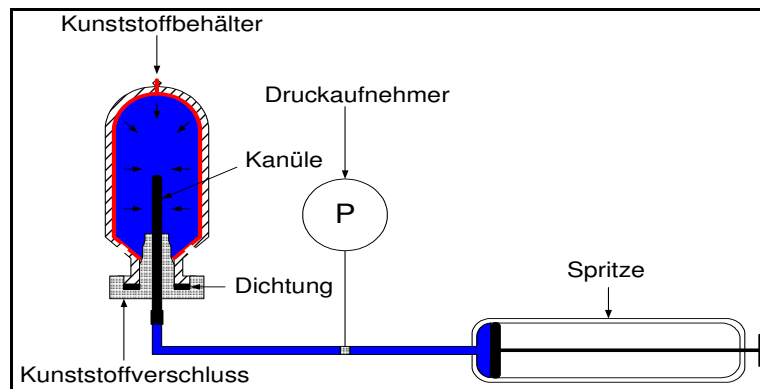 Kunststoffbehälter
Druckaufnehmer
Kanüle
P
Spritze
Dichtung
Kunststoffverschluss